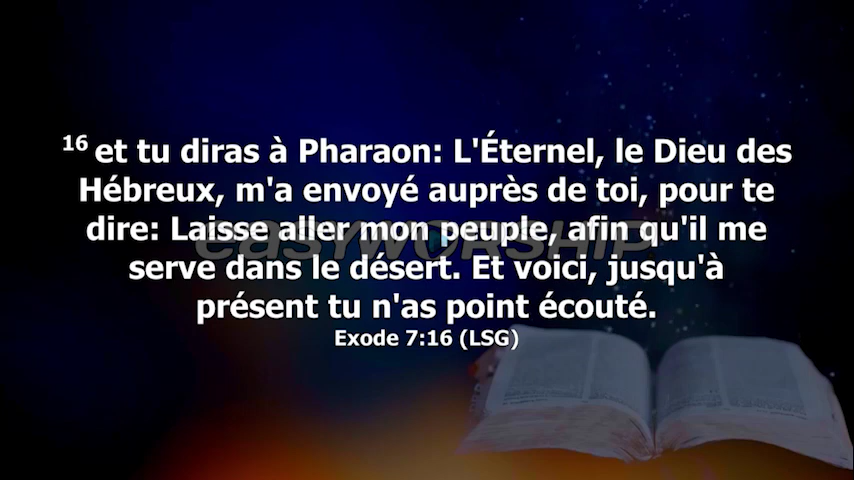 16 et tu diras à Pharaon: L'Éternel, le Dieu des
Hébreux, m'a envoyé auprès de toi, pour te
dire: Laisse aller mon peuple, afin qu'il me
serve dans le désert. Et voici, jusqu'à
présent tu n'as point écouté.
Exode 7:16 (LSG)
easyworship